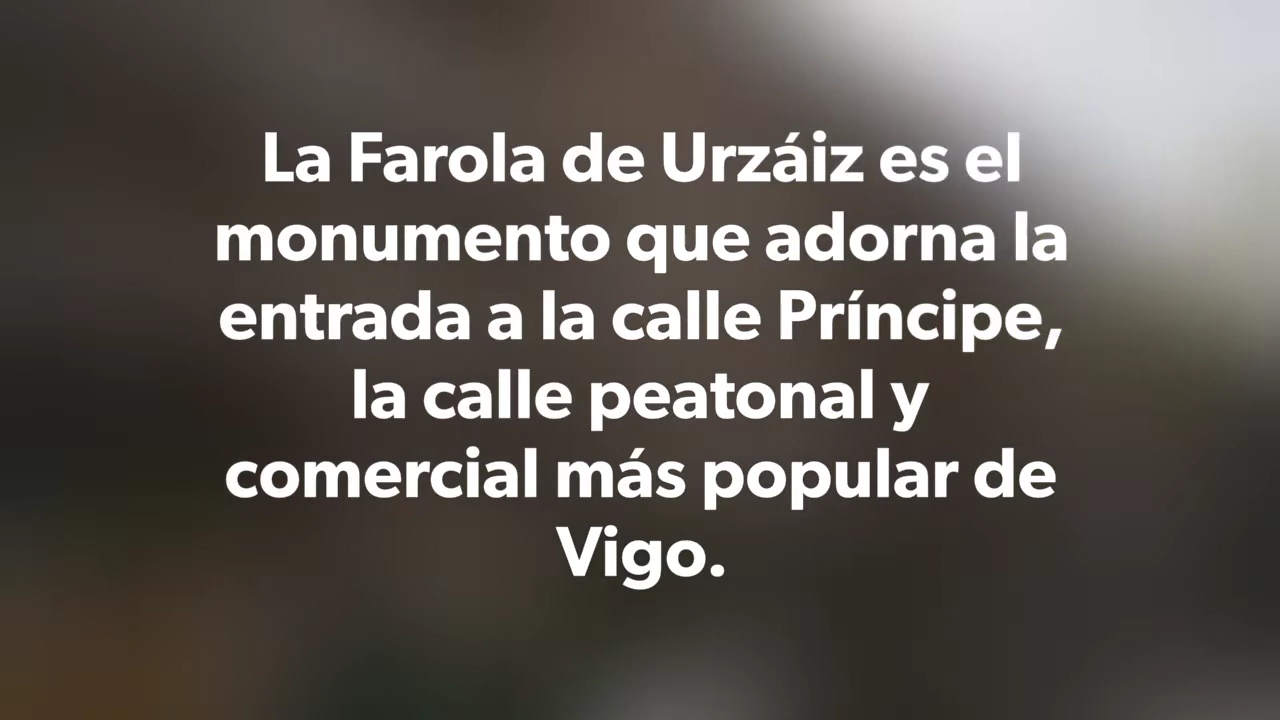 La Farola de Urzáiz es el
monumento que adorna la
entrada a la calle Príncipe,
la calle peatonal y
comercial más popular de
Vigo.